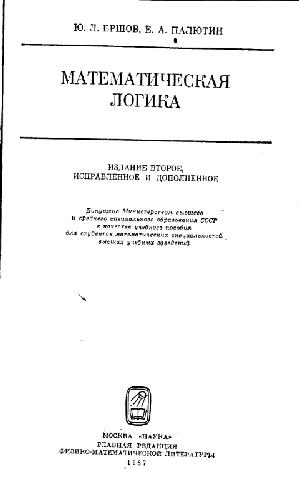 Ю. Л. ЕРШОВ, Е. А. ПАЛЮТИН
МАТЕМАТИЧЕСКАЯ
ЛОГИКА
ИЗДАНИЕ ВТОРОЕ,
ИСПРАВЛЕННОЕ И ДОПОЛНЕННОЕ
Допущено Министерством высшего
и среднего специального образования СССР
в качестве учебного пособия
для студентов математических специальностей
высших учебных заведений
МОСКВА «НАУКА»
ГЛАВНАЯ РЕДАКЦИЯ
ФИЗИКО-МАТЕМАТИЧЕСКОЙ ЛИТЕРАТУРЫ
1987